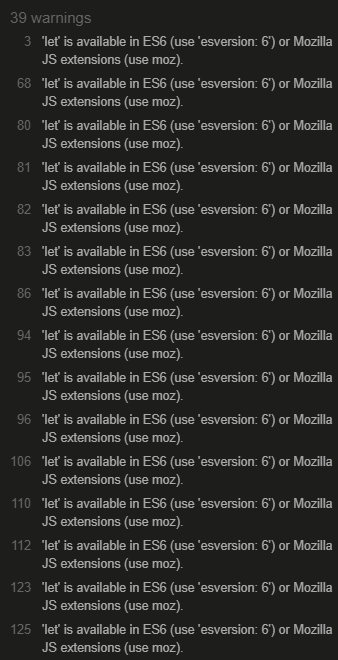 39 warnings
3 'let' is available in ES6 (use 'esversion: 6') or Mozilla
JS extensions (use moz).
68 'let' is available in ES6 (use 'esversion: 6') or Mozilla
JS extensions (use moz).
80 'let' is available in ES6 (use 'esversion: 6') or Mozilla
JS extensions (use moz).
81 'let' is available in ES6 (use 'esversion: 6') or Mozilla
JS extensions (use moz).
82 'let' is available in ES6 (use 'esversion: 6') or Mozilla
JS extensions (use moz).
83 'let' is available in ES6 (use 'esversion: 6') or Mozilla
JS extensions (use moz).
86 'let' is available in ES6 (use 'esversion: 6') or Mozilla
JS extensions (use moz).
94 'let' is available in ES6 (use 'esversion: 6') or Mozilla
JS extensions (use moz).
95 'let' is available in ES6 (use 'esversion: 6') or Mozilla
JS extensions (use moz).
96 'let' is available in ES6 (use 'esversion: 6') or Mozilla
JS extensions (use moz).
106 'let' is available in ES6 (use 'esversion: 6') or Mozilla
JS extensions (use moz).
110 'let' is available in ES6 (use 'esversion: 6') or Mozilla
JS extensions (use moz).
112 'let' is available in ES6 (use 'esversion: 6') or Mozilla
JS extensions (use moz).
123 'let' is available in ES6 (use 'esversion: 6') or Mozilla
JS extensions (use moz).
125 'let' is available in ES6 (use 'esversion: 6') or Mozilla
JS extensions (use moz).